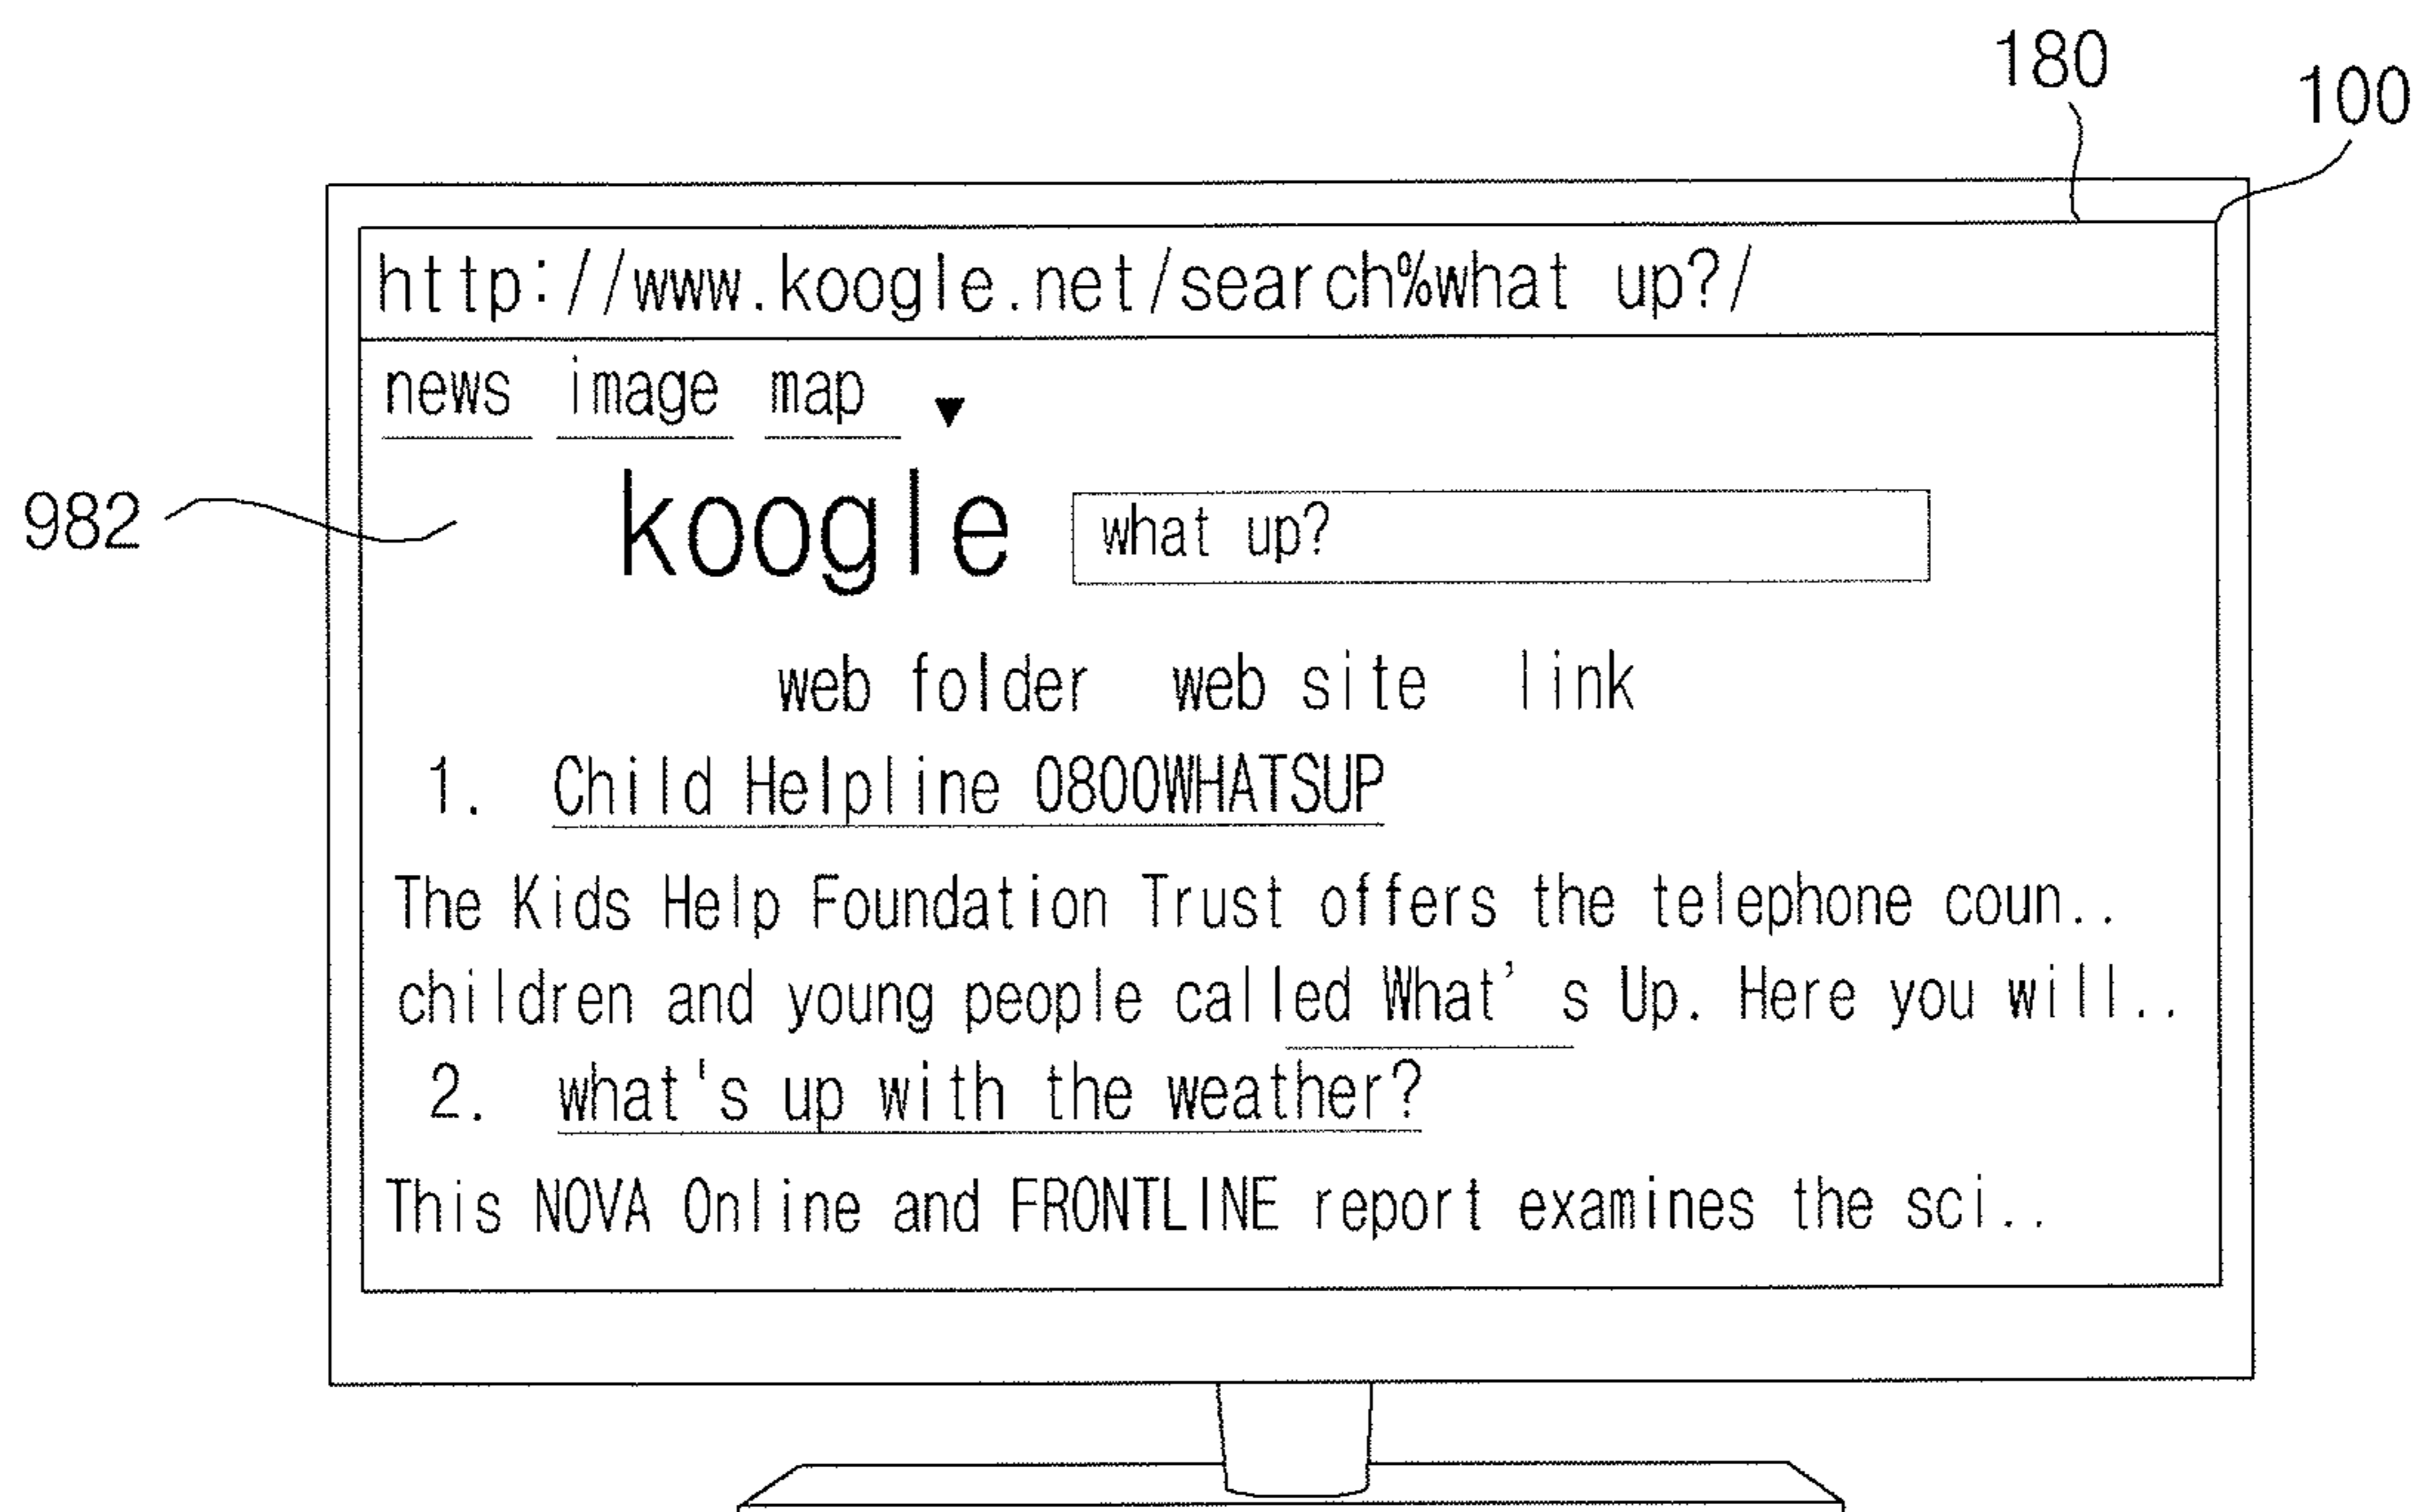 180
100
http://www.koogle.net/search%what up?/
news image map ▼
982
koogle what up?
web folder web site link
1. Child Helpline 0800WHATSUP
The Kids Help Foundation Trust offers the telephone coun..
children and young people called What's Up. Here you will..
2. what's up with the weather?
This NOVA Online and FRONTLINE report examines the sci..